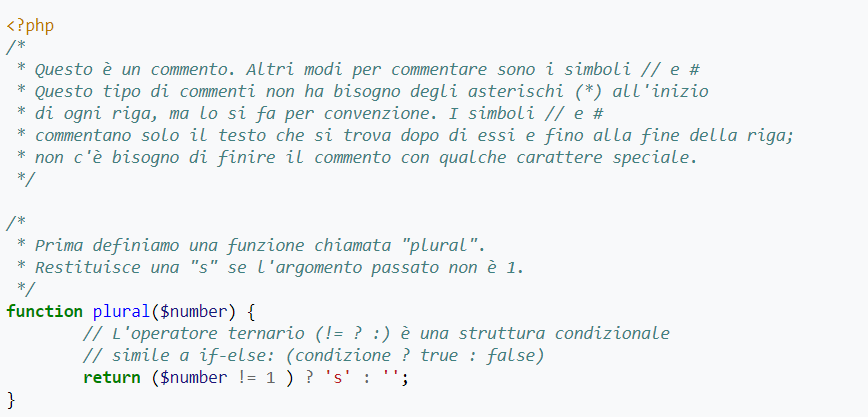 <?php
/*
 * Questo è un commento. Altri modi per commentare sono i simboli // e #
 * Questo tipo di commenti non ha bisogno degli asterischi (*) all'inizio
 * di ogni riga, ma lo si fa per convenzione. I simboli // e #
 * commentano solo il testo che si trova dopo di essi e fino alla fine della riga;
 * non c'è bisogno di finire il commento con qualche carattere speciale.
 */

/*
 * Prima definiamo una funzione chiamata "plural".
 * Restituisce una "s" se l'argomento passato non è 1.
 */
function plural($number) {
        // L'operatore ternario (!= ? :) è una struttura condizionale
        // simile a if-else: (condizione ? true : false)
        return ($number != 1 ) ? 's' : '';
}